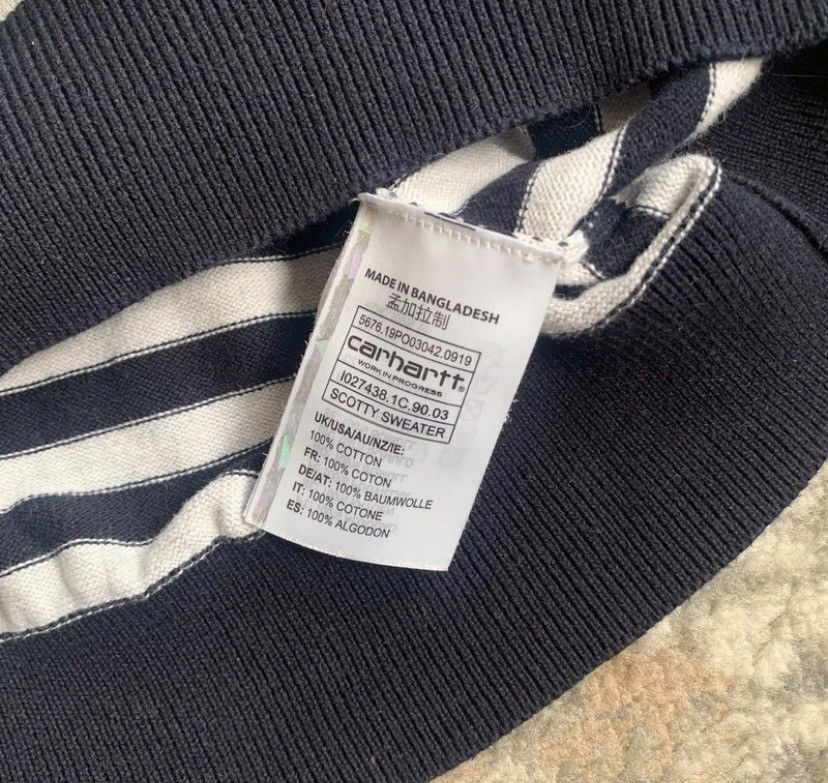 MADE IN BANGLADESH
孟加拉制
5676.19PO03042.0919
carhartt®
WORK IN PROGRESS
I027438.1C.90.03
SCOTTY SWEATER
UK/USA/AU/NZ/IE:
100% COTTON
FR: 100% COTON
DE/AT: 100% BAUMWOLLE
IT: 100% COTONE
ES: 100% ALGODON